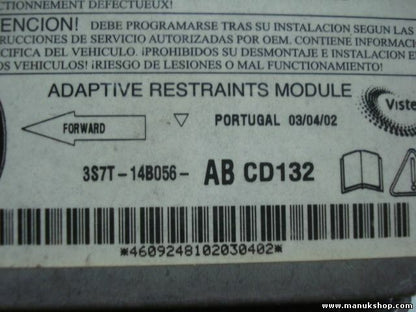 CTIONNEMENT DEFECTUEUX!
ENCION! DEBE PROGRAMARSE TRAS SU INSTALACION SEGUN LAS
RUCCIONES DE SERVICIO AUTORIZADAS POR OEM. CONTIENE INFORMAC
CIFICA DEL VEHICULO. ¡PROHIBIDOS SU DESMONTAJE E INSTALACION EN
OS VEHICULOS! ¡RIESGO DE LESIONES O MAL FUNCIONAMIENTO!
ADAPTIVE RESTRAINTS MODULE
Visteo
FORWARD
PORTUGAL 03/04/02
3S7T-14B056- AB CD132
*4609248102030402*
www.manukshop.com